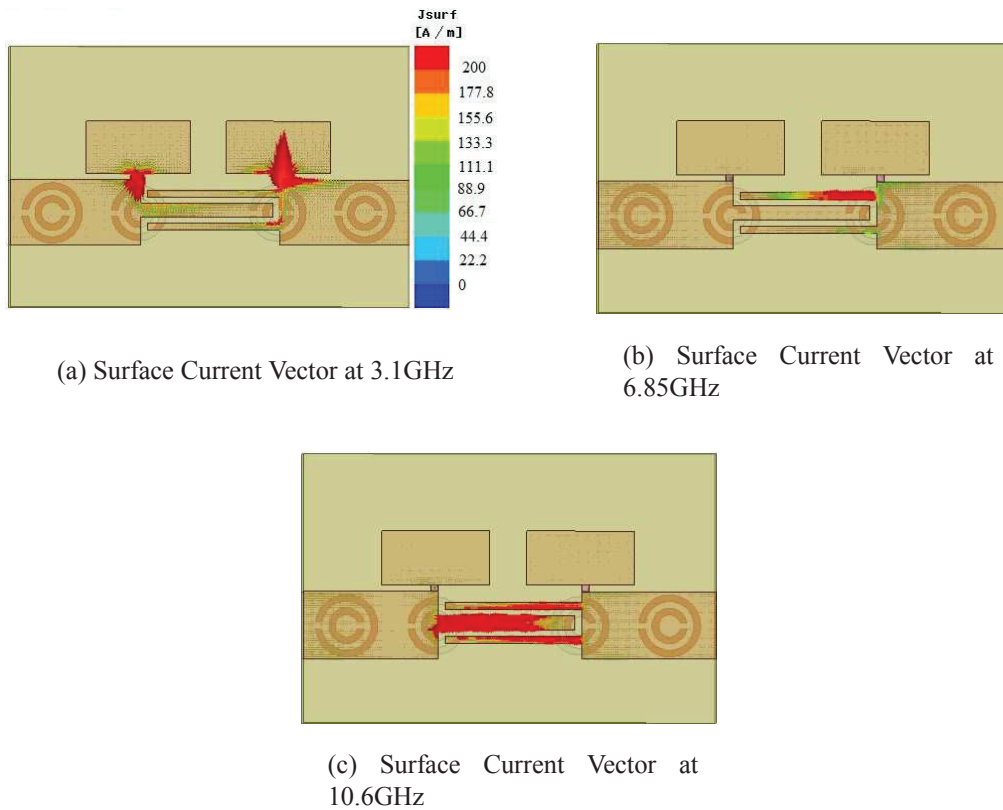 Jsurf
[A/m]
200
177.8
155.6
133.3
111.1
88.9
66.7
44.4
22.2
0
(a) Surface Current Vector at 3.1GHz
(b) Surface Current Vector at
6.85GHz
(c) Surface Current Vector at
10.6GHz